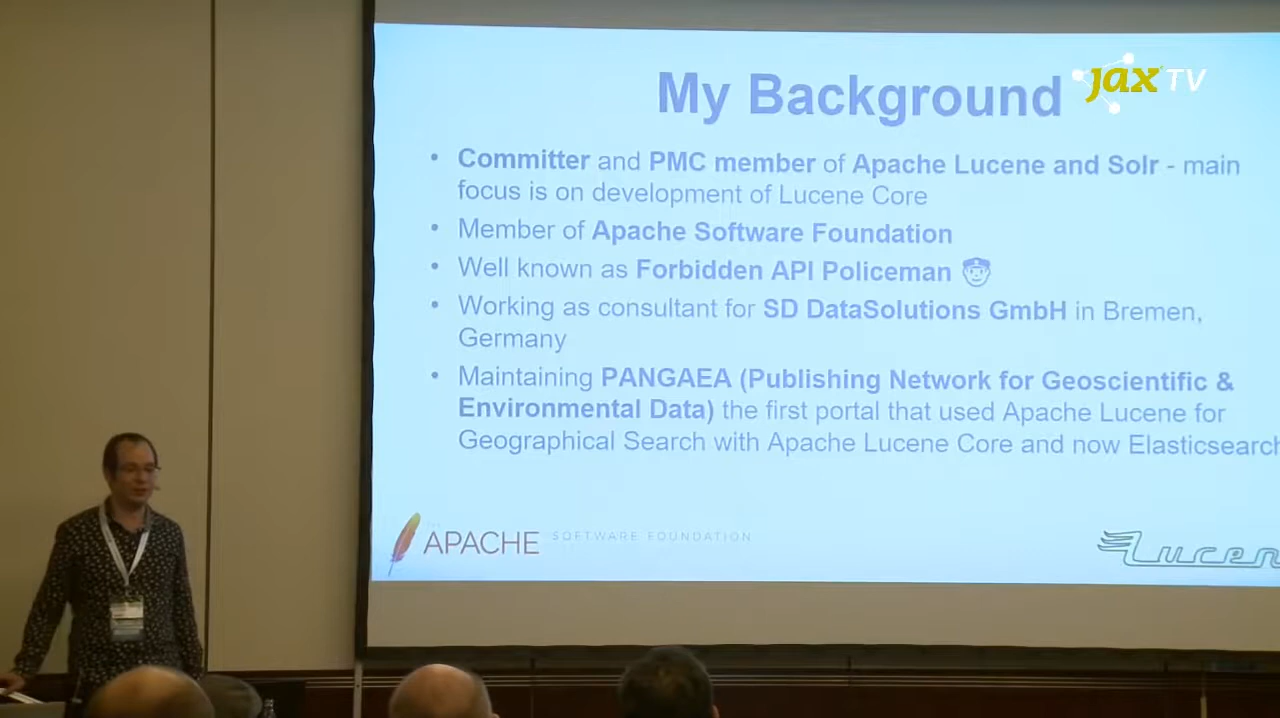 My Background
JAX TV
• Committer and PMC member of Apache Lucene and Solr - main
focus is on development of Lucene Core
• Member of Apache Software Foundation
• Well known as Forbidden API Policeman
• Working as consultant for SD DataSolutions GmbH in Bremen,
Germany
• Maintaining PANGAEA (Publishing Network for Geoscientific &
Environmental Data) the first portal that used Apache Lucene for
Geographical Search with Apache Lucene Core and now Elasticsearch
APACHE SOFTWARE FOUNDATION
Lucen